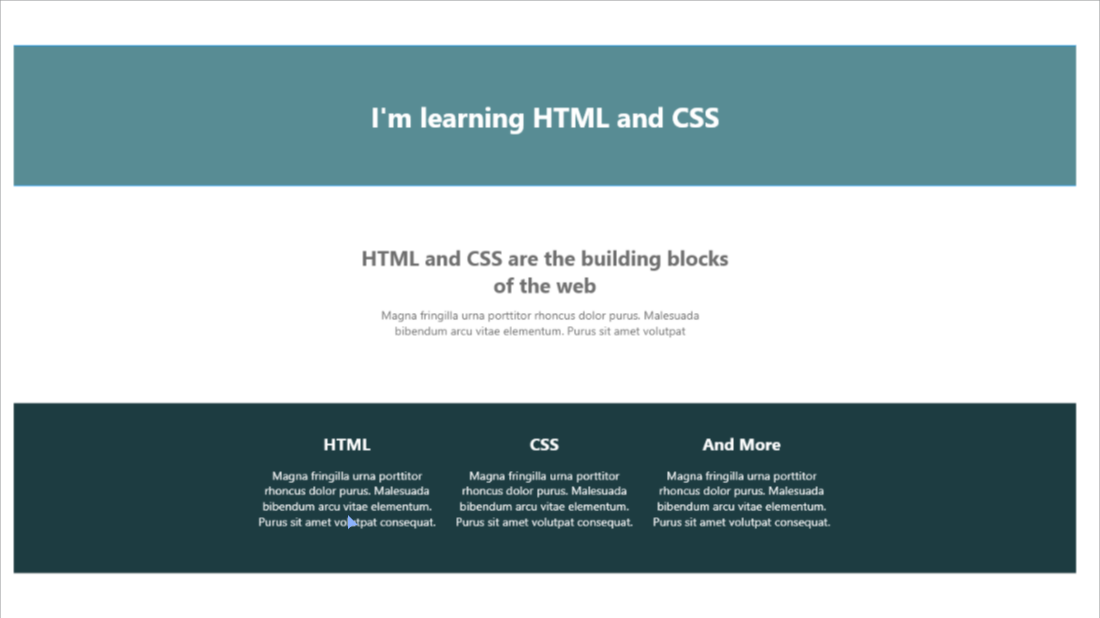 I'm learning HTML and CSS
HTML and CSS are the building blocks
of the web
Magna fringilla urna porttitor rhoncus dolor purus. Malesuada
bibendum arcu vitae elementum. Purus sit amet volutpat
HTML
Magna fringilla urna porttitor
rhoncus dolor purus. Malesuada
bibendum arcu vitae elementum.
Purus sit amet volutpat consequat.
CSS
Magna fringilla urna porttitor
rhoncus dolor purus. Malesuada
bibendum arcu vitae elementum.
Purus sit amet volutpat consequat.
And More
Magna fringilla urna porttitor
rhoncus dolor purus. Malesuada
bibendum arcu vitae elementum.
Purus sit amet volutpat consequat.